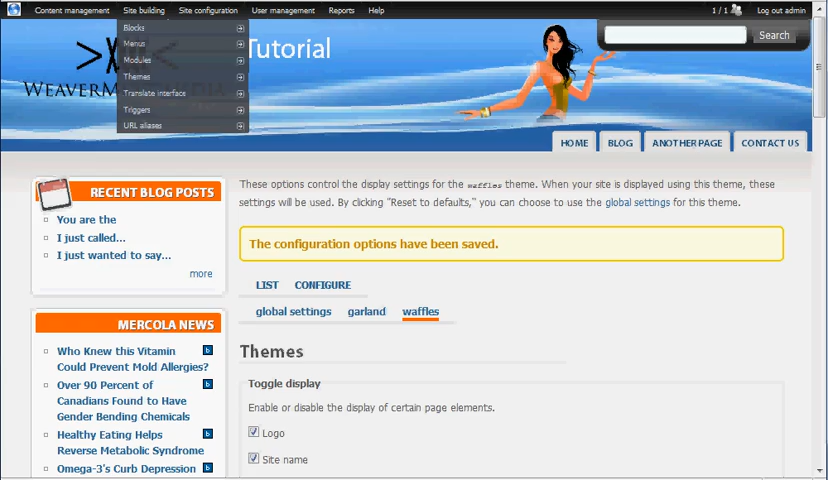 Content management Site building Site configuration User management Reports Help 1 / 1 Log out admin
Blocks
Menus
Modules
Themes
Translate interface
Triggers
URL aliases
Tutorial
Search
HOME BLOG ANOTHER PAGE CONTACT US
RECENT BLOG POSTS
You are the
I just called...
I just wanted to say...
more
MERCOLA NEWS
Who Knew this Vitamin
Could Prevent Mold Allergies?
Over 90 Percent of
Canadians Found to Have
Gender Bending Chemicals
Healthy Eating Helps
Reverse Metabolic Syndrome
Omega-3's Curb Depression
These options control the display settings for the waffles theme. When your site is displayed using this theme, these
settings will be used. By clicking "Reset to defaults," you can choose to use the global settings for this theme.
The configuration options have been saved.
LIST CONFIGURE
global settings garland waffles
Themes
Toggle display
Enable or disable the display of certain page elements.
Logo
Site name